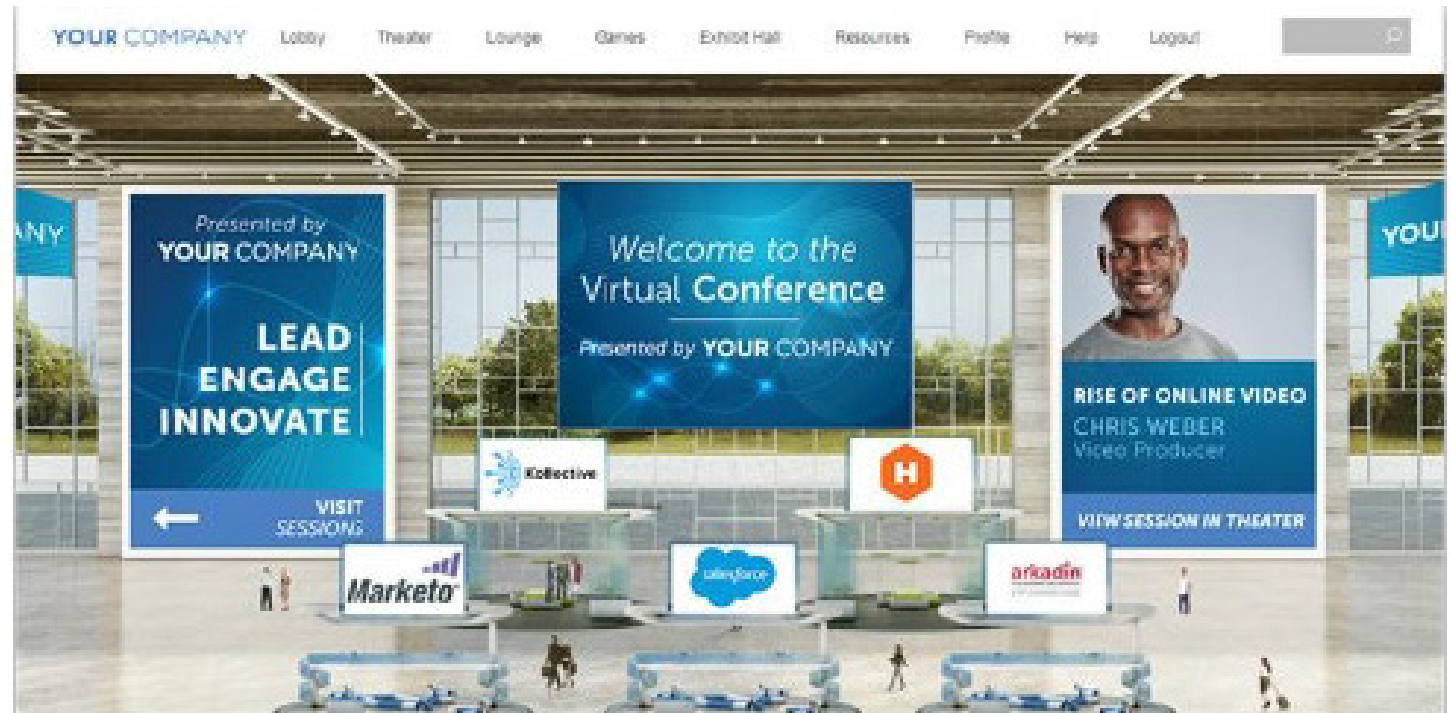 YOUR COMPANY Lobby Theater Lounge Games Exhibit Hall Resources Profile Help Logout
ANY
Presented by
YOUR COMPANY
LEAD
ENGAGE
INNOVATE
VISIT
SESSIONS
Welcome to the
Virtual Conference
Presented by YOUR COMPANY
RISE OF ONLINE VIDEO
CHRIS WEBER
Video Producer
VIEW SESSION IN THEATER
YOU
Kollective
H
Marketo
salesforce
arkadin